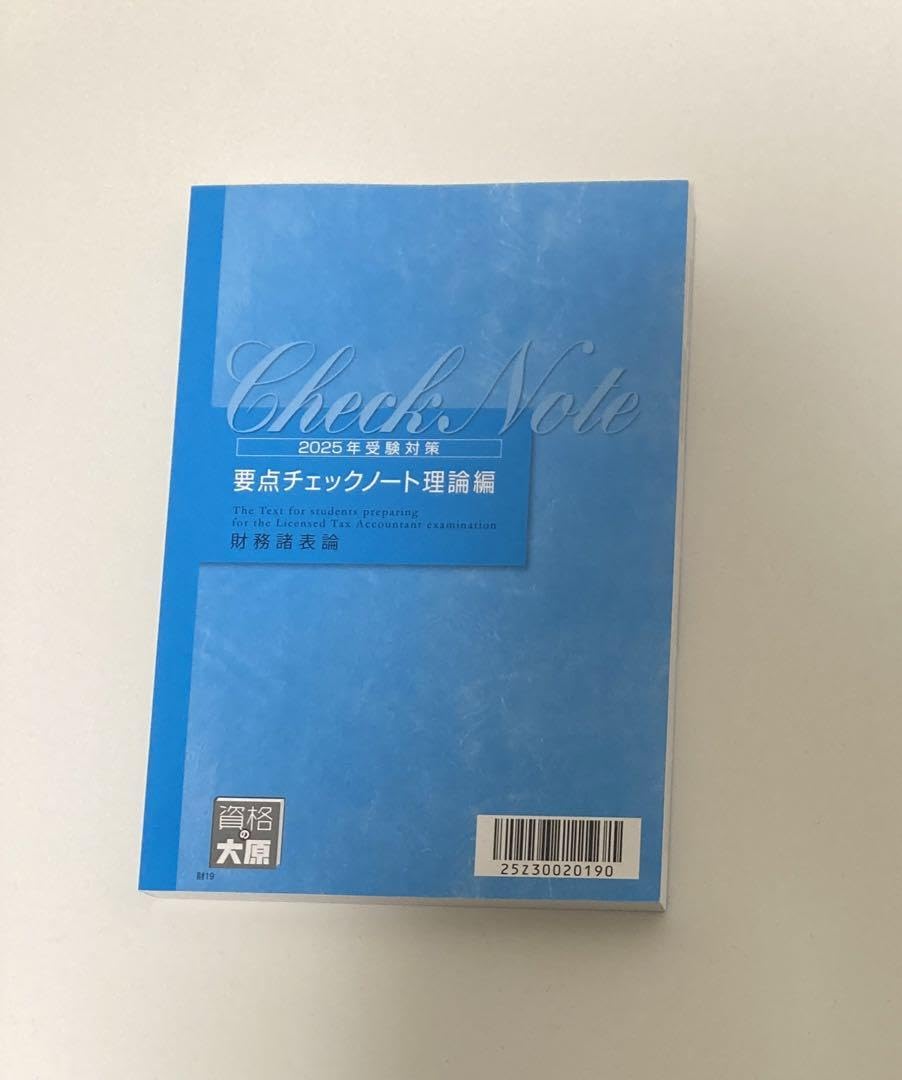 Check Note
2025年受験対策
要点チェックノート理論編
The Text for students preparing
for the Licensed Tax Accountant examination
財務諸表論
資格
の
大原
財19
25Z30020190